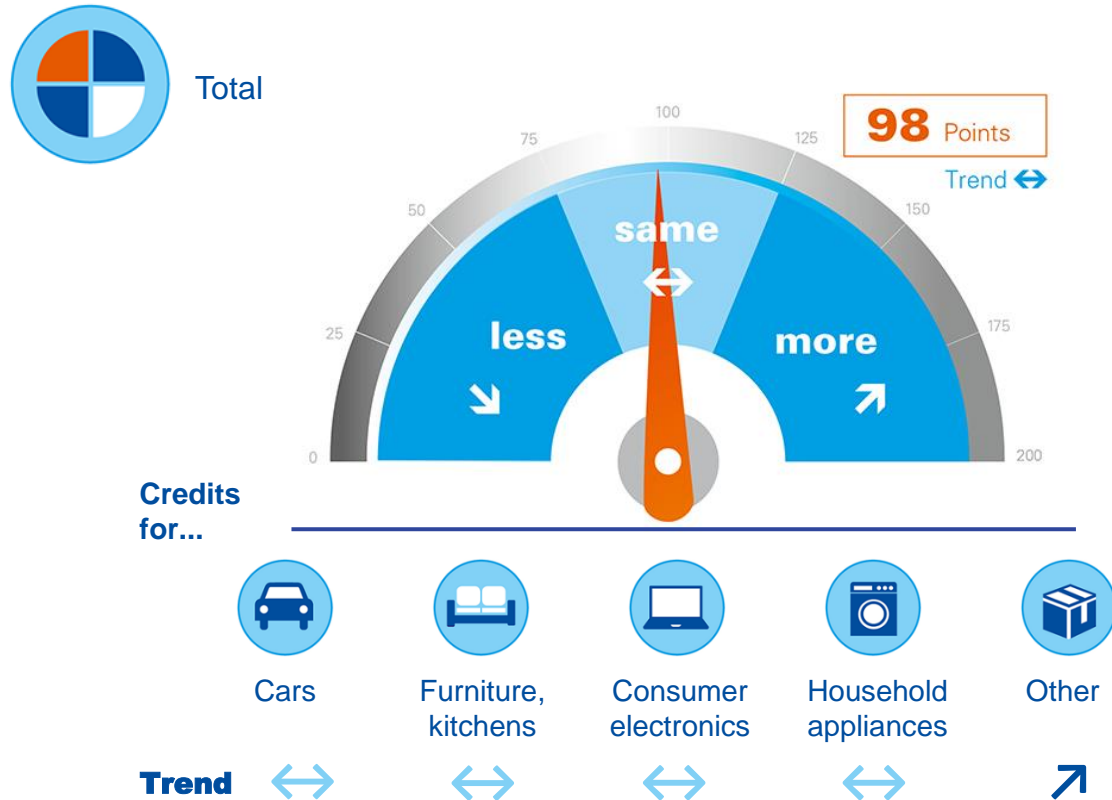 Total
98 Points
Trend
0
25
50
75
100
125
150
175
200
less
same
more
Credits
for...
Cars
Furniture,
kitchens
Consumer
electronics
Household
appliances
Other
Trend